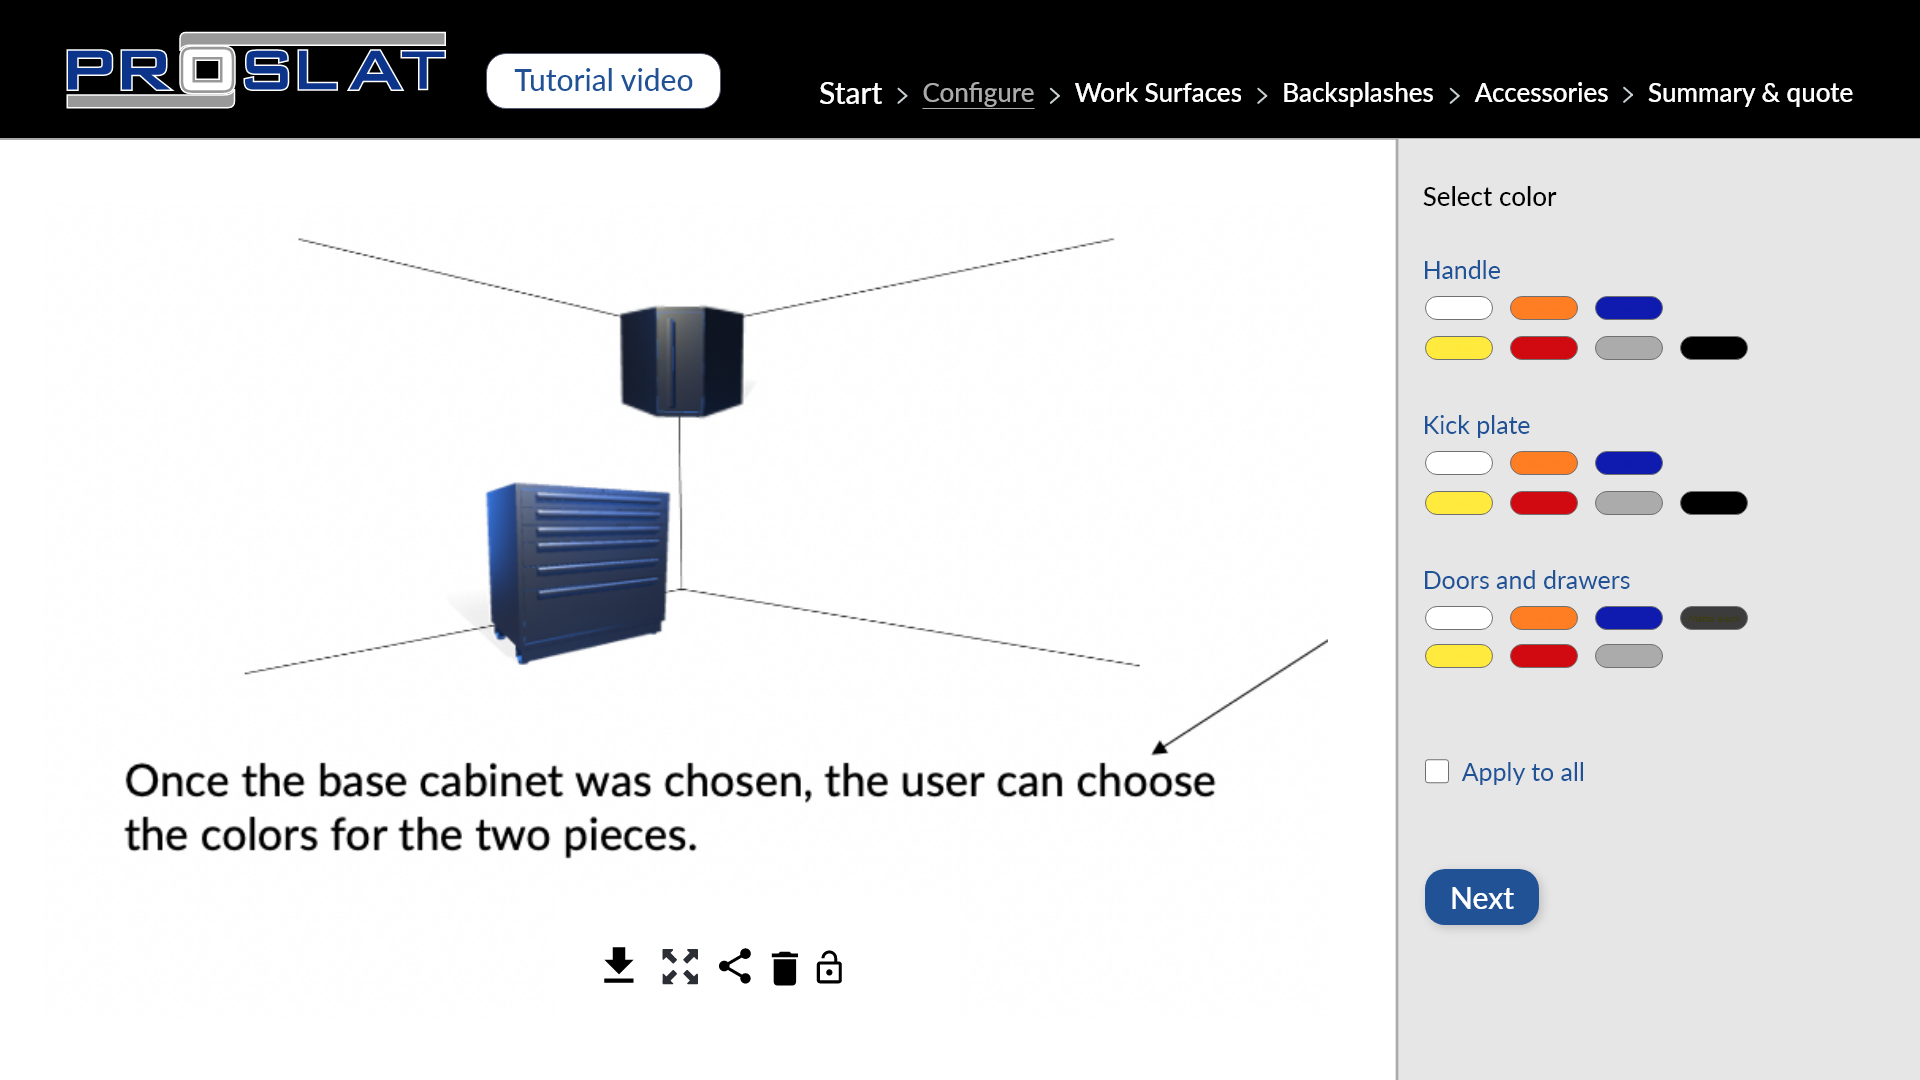 PROSLAT
Tutorial video
Start > Configure > Work Surfaces > Backsplashes > Accessories > Summary & quote
Select color
Handle
Kick plate
Doors and drawers
Apply to all
Next
Once the base cabinet was chosen, the user can choose
the colors for the two pieces.